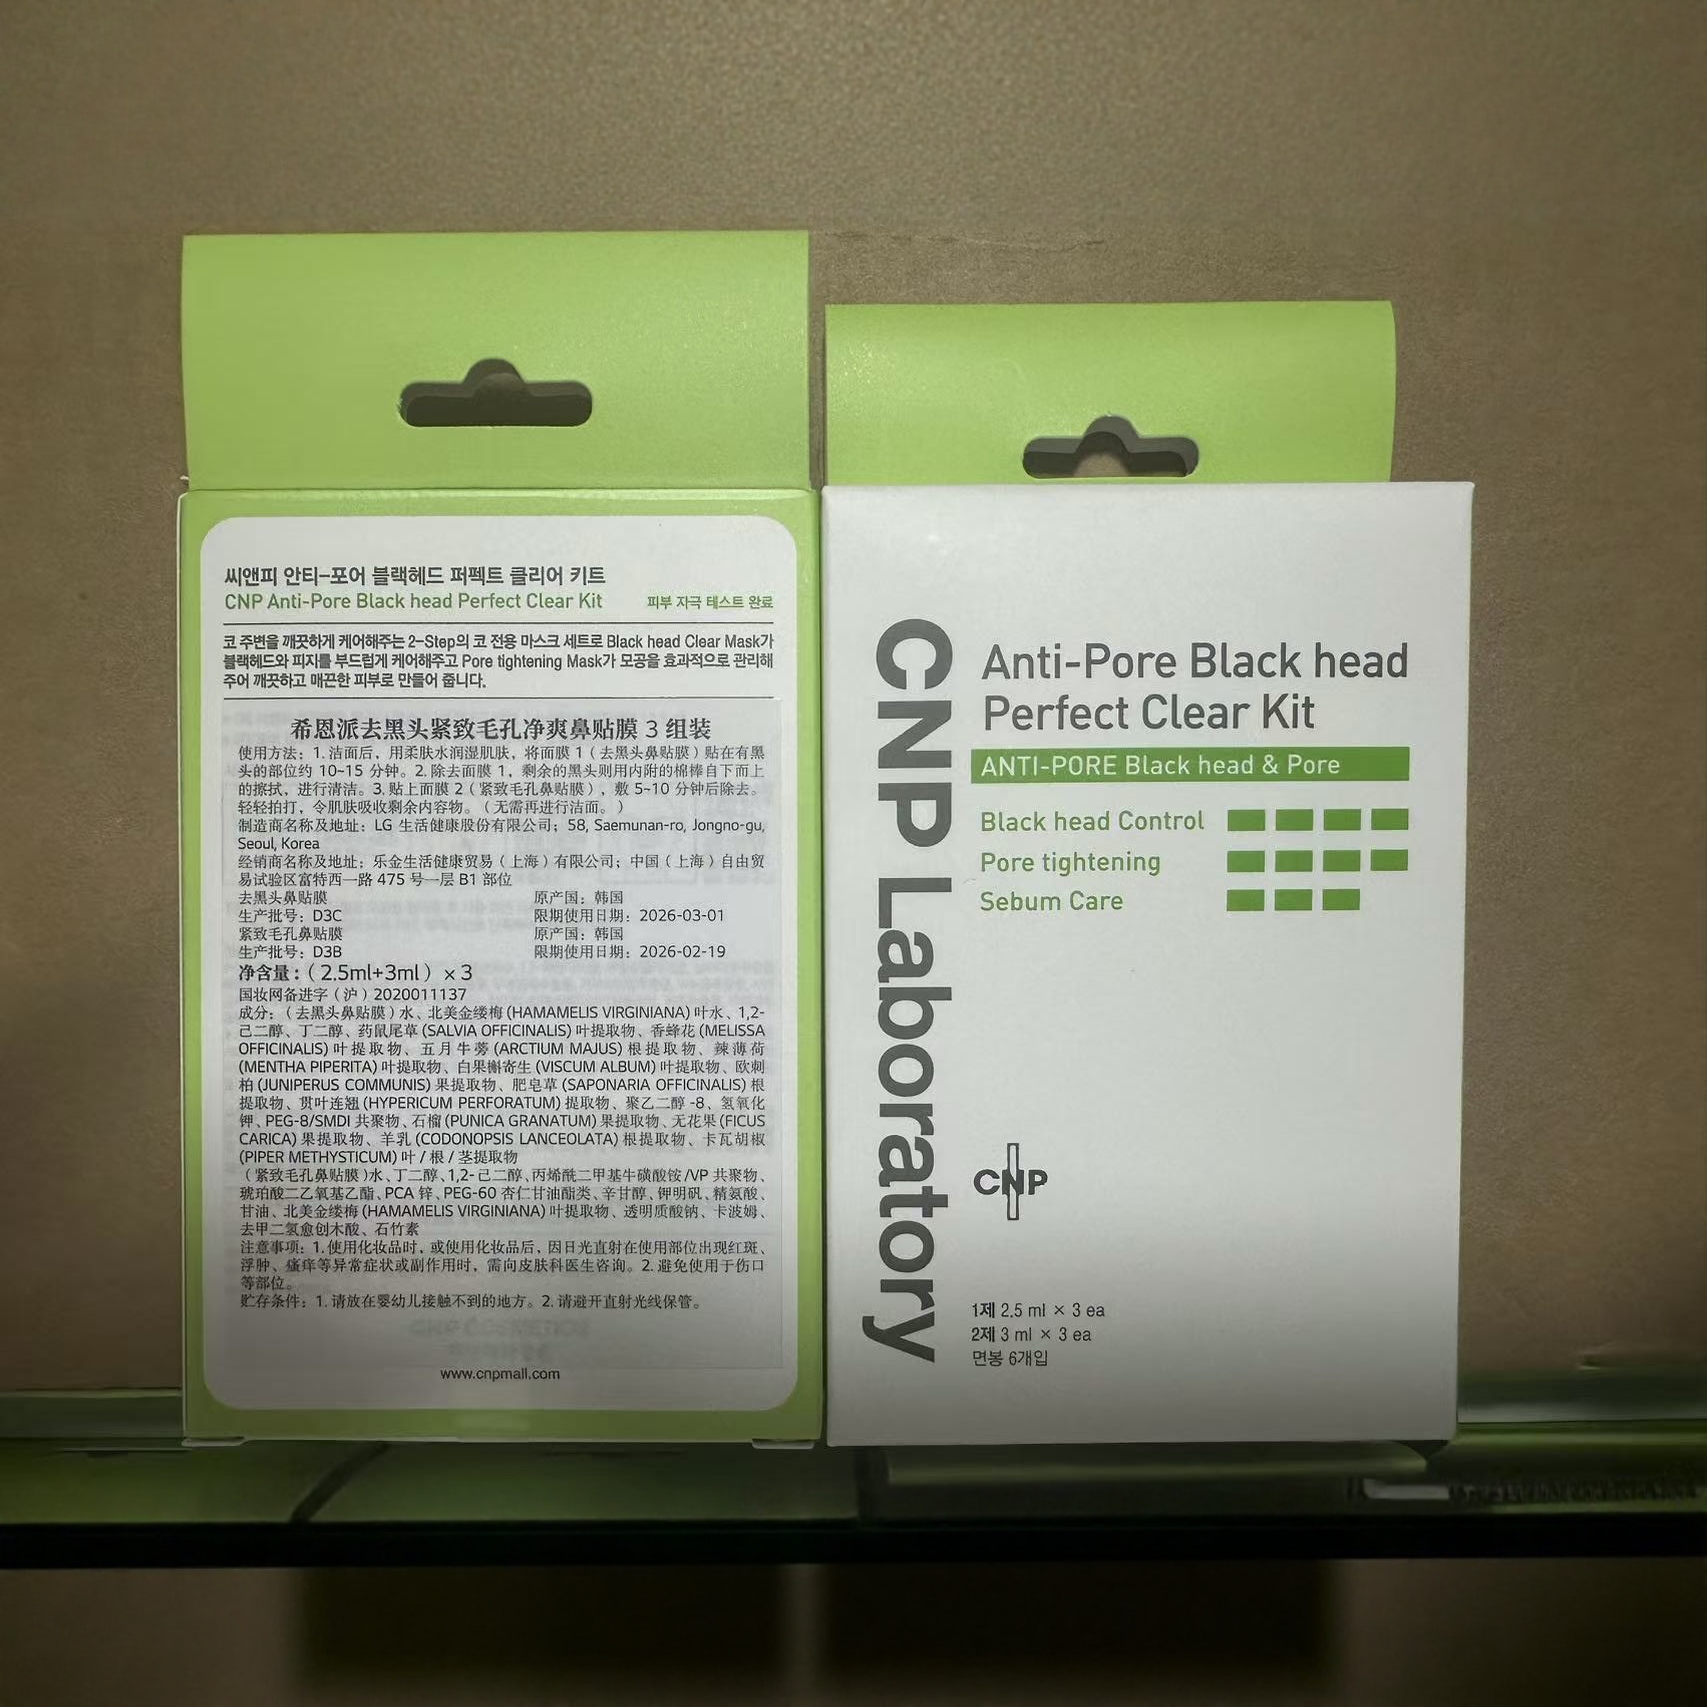 씨앤피 안티-포어 블랙헤드 퍼펙트 클리어 키트
CNP Anti-Pore Black head Perfect Clear Kit 피부 자극 테스트 완료
코 주변을 깨끗하게 케어해주는 2-Step의 코 전용 마스크 세트로 Black head Clear Mask가
블랙헤드와 피지를 부드럽게 케어해주고 Pore tightening Mask가 모공을 효과적으로 관리해
주어 깨끗하고 매끈한 피부로 만들어 줍니다.
希恩派去黑头紧致毛孔净爽鼻贴膜 3 组装
使用方法：1. 洁面后，用柔肤水润湿肌肤，将面膜 1（去黑头鼻贴膜）贴在有黑
头的部位约 10~15 分钟。2. 除去面膜 1，剩余的黑头则用内附的棉棒自下而上
的擦拭，进行清洁。3. 贴上面膜 2（紧致毛孔鼻贴膜），敷 5~10 分钟后除去。
轻轻拍打，令肌肤吸收剩余内容物。（无需再进行洁面。）
制造商名称及地址：LG 生活健康股份有限公司；58, Saemunan-ro, Jongno-gu,
Seoul, Korea
经销商名称及地址：乐金生活健康贸易（上海）有限公司；中国（上海）自由贸
易试验区富特西一路 475 号一层 B1 部位
去黑头鼻贴膜 原产国：韩国
生产批号：D3C 限期使用日期：2026-03-01
紧致毛孔鼻贴膜 原产国：韩国
生产批号：D3B 限期使用日期：2026-02-19
净含量：（2.5ml+3ml）× 3
国妆网备进字（沪）2020011137
成分：（去黑头鼻贴膜）水、北美金缕梅 (HAMAMELIS VIRGINIANA) 叶水、1,2-
己二醇、丁二醇、药鼠尾草 (SALVIA OFFICINALIS) 叶提取物、香蜂花 (MELISSA
OFFICINALIS) 叶提取物、五月牛蒡 (ARCTIUM MAJUS) 根提取物、辣薄荷
(MENTHA PIPERITA) 叶提取物、白果槲寄生 (VISCUM ALBUM) 叶提取物、欧刺
柏 (JUNIPERUS COMMUNIS) 果提取物、肥皂草 (SAPONARIA OFFICINALIS) 根
提取物、贯叶连翘 (HYPERICUM PERFORATUM) 提取物、聚乙二醇 -8、氢氧化
钾、PEG-8/SMDI 共聚物、石榴 (PUNICA GRANATUM) 果提取物、无花果 (FICUS
CARICA) 果提取物、羊乳 (CODONOPSIS LANCEOLATA) 根提取物、卡瓦胡椒
(PIPER METHYSTICUM) 叶 / 根 / 茎提取物
（紧致毛孔鼻贴膜）水、丁二醇、1,2- 己二醇、丙烯酰二甲基牛磺酸铵 /VP 共聚物、
琥珀酸二乙氧基乙酯、PCA 锌、PEG-60 杏仁甘油酯类、辛甘醇、钾明矾、精氨酸、
甘油、北美金缕梅 (HAMAMELIS VIRGINIANA) 叶提取物、透明质酸钠、卡波姆、
去甲二氢愈创木酸、石竹素
注意事项：1. 使用化妆品时，或使用化妆品后，因日光直射在使用部位出现红斑、
浮肿、瘙痒等异常症状或副作用时，需向皮肤科医生咨询。2. 避免使用于伤口
等部位。
贮存条件：1. 请放在婴幼儿接触不到的地方。2. 请避开直射光线保管。
www.cnpmall.com
CNP Laboratory
Anti-Pore Black head
Perfect Clear Kit
ANTI-PORE Black head & Pore
Black head Control
Pore tightening
Sebum Care
CNP
1제 2.5 ml × 3 ea
2제 3 ml × 3 ea
면봉 6개입